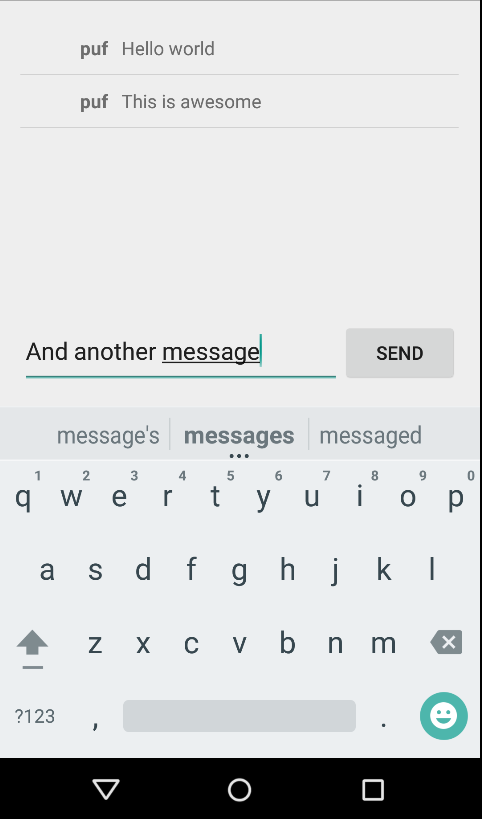 puf Hello world
puf This is awesome
And another message
SEND
message's messages messaged
1 2 3 4 5 6 7 8 9 0
q w e r t y u i o p
a s d f g h j k l
z x c v b n m
?123 , .